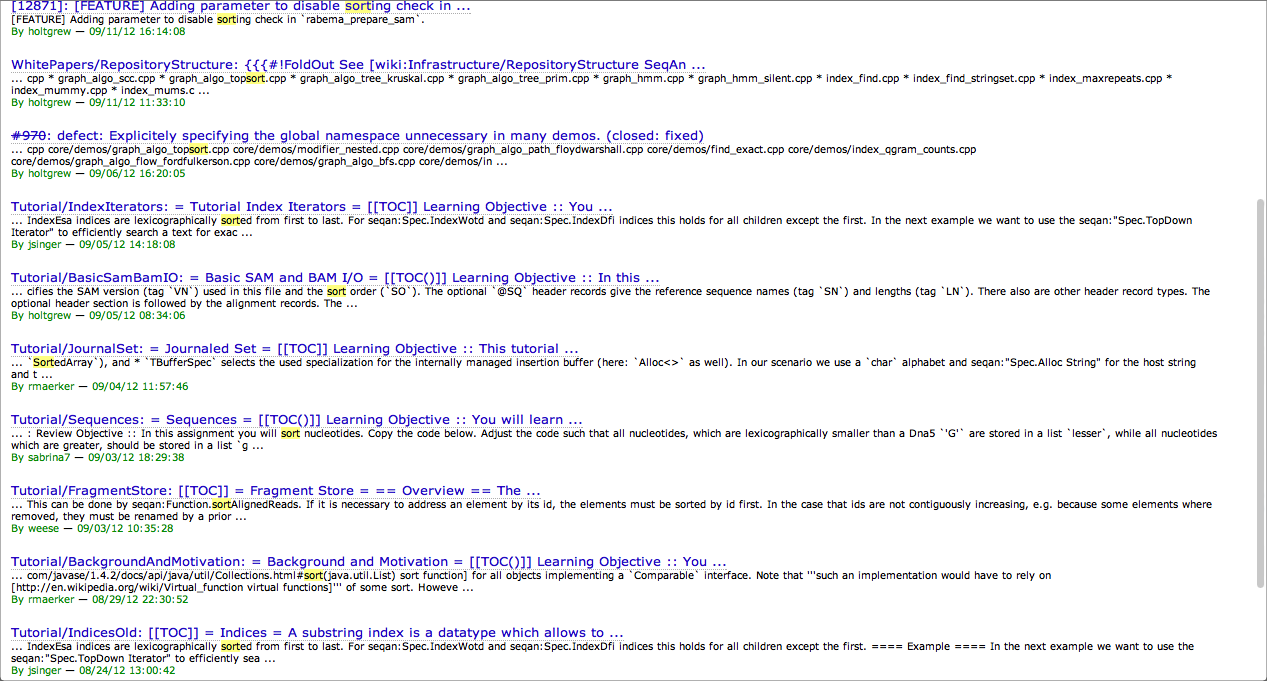 [12871]: [FEATURE] Adding parameter to disable sorting check in ...
[FEATURE] Adding parameter to disable sorting check in `rabema_prepare_sam`.
By holtgrew — 09/11/12 16:14:08
WhitePapers/RepositoryStructure: {{{#!FoldOut See [wiki:Infrastructure/RepositoryStructure SeqAn ...
... cpp * graph_algo_scc.cpp * graph_algo_topsort.cpp * graph_algo_tree_kruskal.cpp * graph_algo_tree_prim.cpp * graph_hmm.cpp * graph_hmm_silent.cpp * index_find.cpp * index_find_stringset.cpp * index_maxrepeats.cpp *
index_mummy.cpp * index_mums.c ...
By holtgrew — 09/11/12 11:33:10
#970: defect: Explicitely specifying the global namespace unnecessary in many demos. (closed: fixed)
... cpp core/demos/graph_algo_topsort.cpp core/demos/modifier_nested.cpp core/demos/graph_algo_path_floydwarshall.cpp core/demos/find_exact.cpp core/demos/index_qgram_counts.cpp
core/demos/graph_algo_flow_fordfulkerson.cpp core/demos/graph_algo_bfs.cpp core/demos/in ...
By holtgrew — 09/06/12 16:20:05
Tutorial/IndexIterators: = Tutorial Index Iterators = [[TOC]] Learning Objective :: You ...
... IndexEsa indices are lexicographically sorted from first to last. For seqan:Spec.IndexWotd and seqan:Spec.IndexDfi indices this holds for all children except the first. In the next example we want to use the seqan:"Spec.TopDown
Iterator" to efficiently search a text for exac ...
By jsinger — 09/05/12 14:18:08
Tutorial/BasicSamBamIO: = Basic SAM and BAM I/O = [[TOC()]] Learning Objective :: In this ...
... cifies the SAM version (tag `VN`) used in this file and the sort order (`SO`). The optional `@SQ` header records give the reference sequence names (tag `SN`) and lengths (tag `LN`). There also are other header record types. The
optional header section is followed by the alignment records. The ...
By holtgrew — 09/05/12 08:34:06
Tutorial/JournalSet: = Journaled Set = [[TOC]] Learning Objective :: This tutorial ...
... `SortedArray`), and * `TBufferSpec` selects the used specialization for the internally managed insertion buffer (here: `Alloc<>` as well). In our scenario we use a `char` alphabet and seqan:"Spec.Alloc String" for the host string
and t ...
By rmaerker — 09/04/12 11:57:46
Tutorial/Sequences: = Sequences = [[TOC()]] Learning Objective :: You will learn ...
... : Review Objective :: In this assignment you will sort nucleotides. Copy the code below. Adjust the code such that all nucleotides, which are lexicographically smaller than a Dna5 `'G'` are stored in a list `lesser`, while all nucleotides
which are greater, should be stored in a list `g ...
By sabrina7 — 09/03/12 18:29:38
Tutorial/FragmentStore: [[TOC]] = Fragment Store = == Overview == The ...
... This can be done by seqan:Function.sortAlignedReads. If it is necessary to address an element by its id, the elements must be sorted by id first. In the case that ids are not contiguously increasing, e.g. because some elements where
removed, they must be renamed by a prior ...
By weese — 09/03/12 10:35:28
Tutorial/BackgroundAndMotivation: = Background and Motivation = [[TOC()]] Learning Objective :: You ...
... com/javase/1.4.2/docs/api/java/util/Collections.html#sort(java.util.List) sort function] for all objects implementing a `Comparable` interface. Note that '''such an implementation would have to rely on
[http://en.wikipedia.org/wiki/Virtual_function virtual functions]''' of some sort. Howeve ...
By rmaerker — 08/29/12 22:30:52
Tutorial/IndicesOld: [[TOC]] = Indices = A substring index is a datatype which allows to ...
... IndexEsa indices are lexicographically sorted from first to last. For seqan:Spec.IndexWotd and seqan:Spec.IndexDfi indices this holds for all children except the first. ==== Example ==== In the next example we want to use the
seqan:"Spec.TopDown Iterator" to efficiently sea ...
By jsinger — 08/24/12 13:00:42